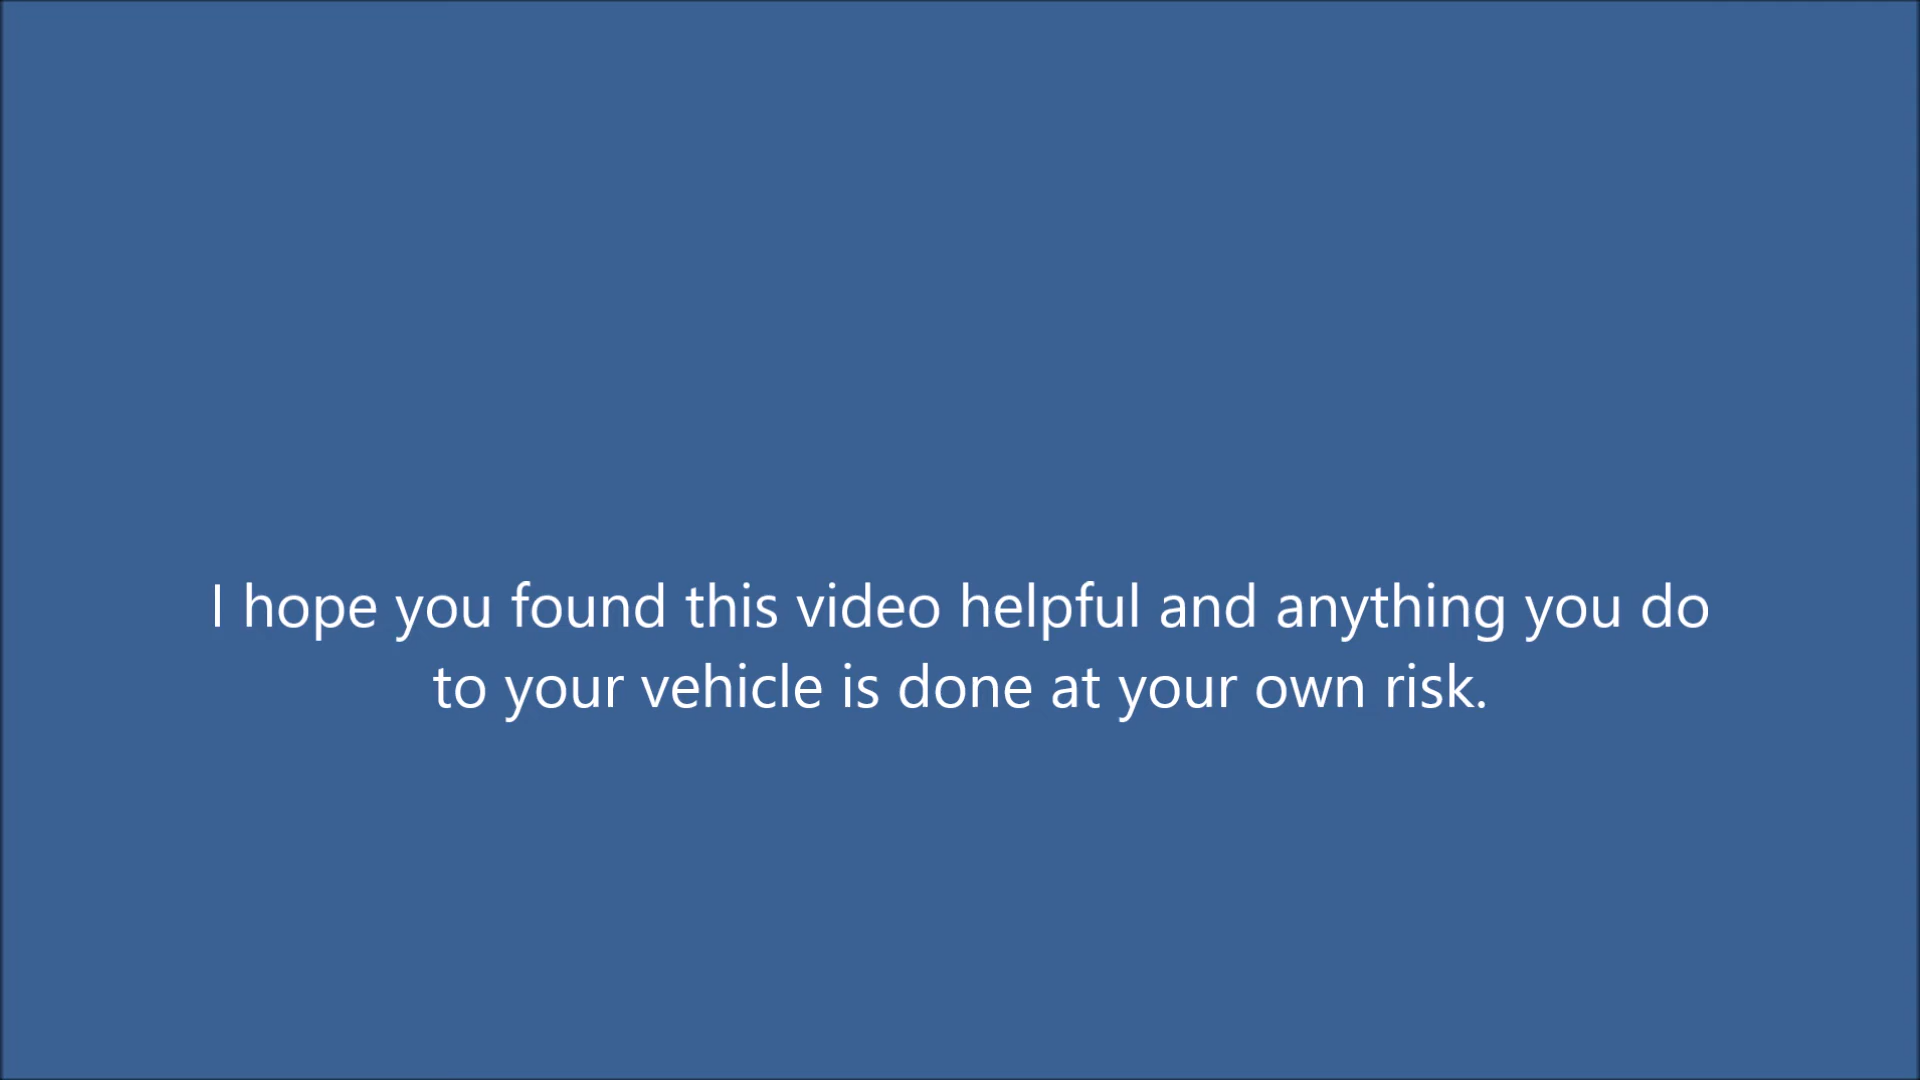 I hope you found this video helpful and anything you do
to your vehicle is done at your own risk.